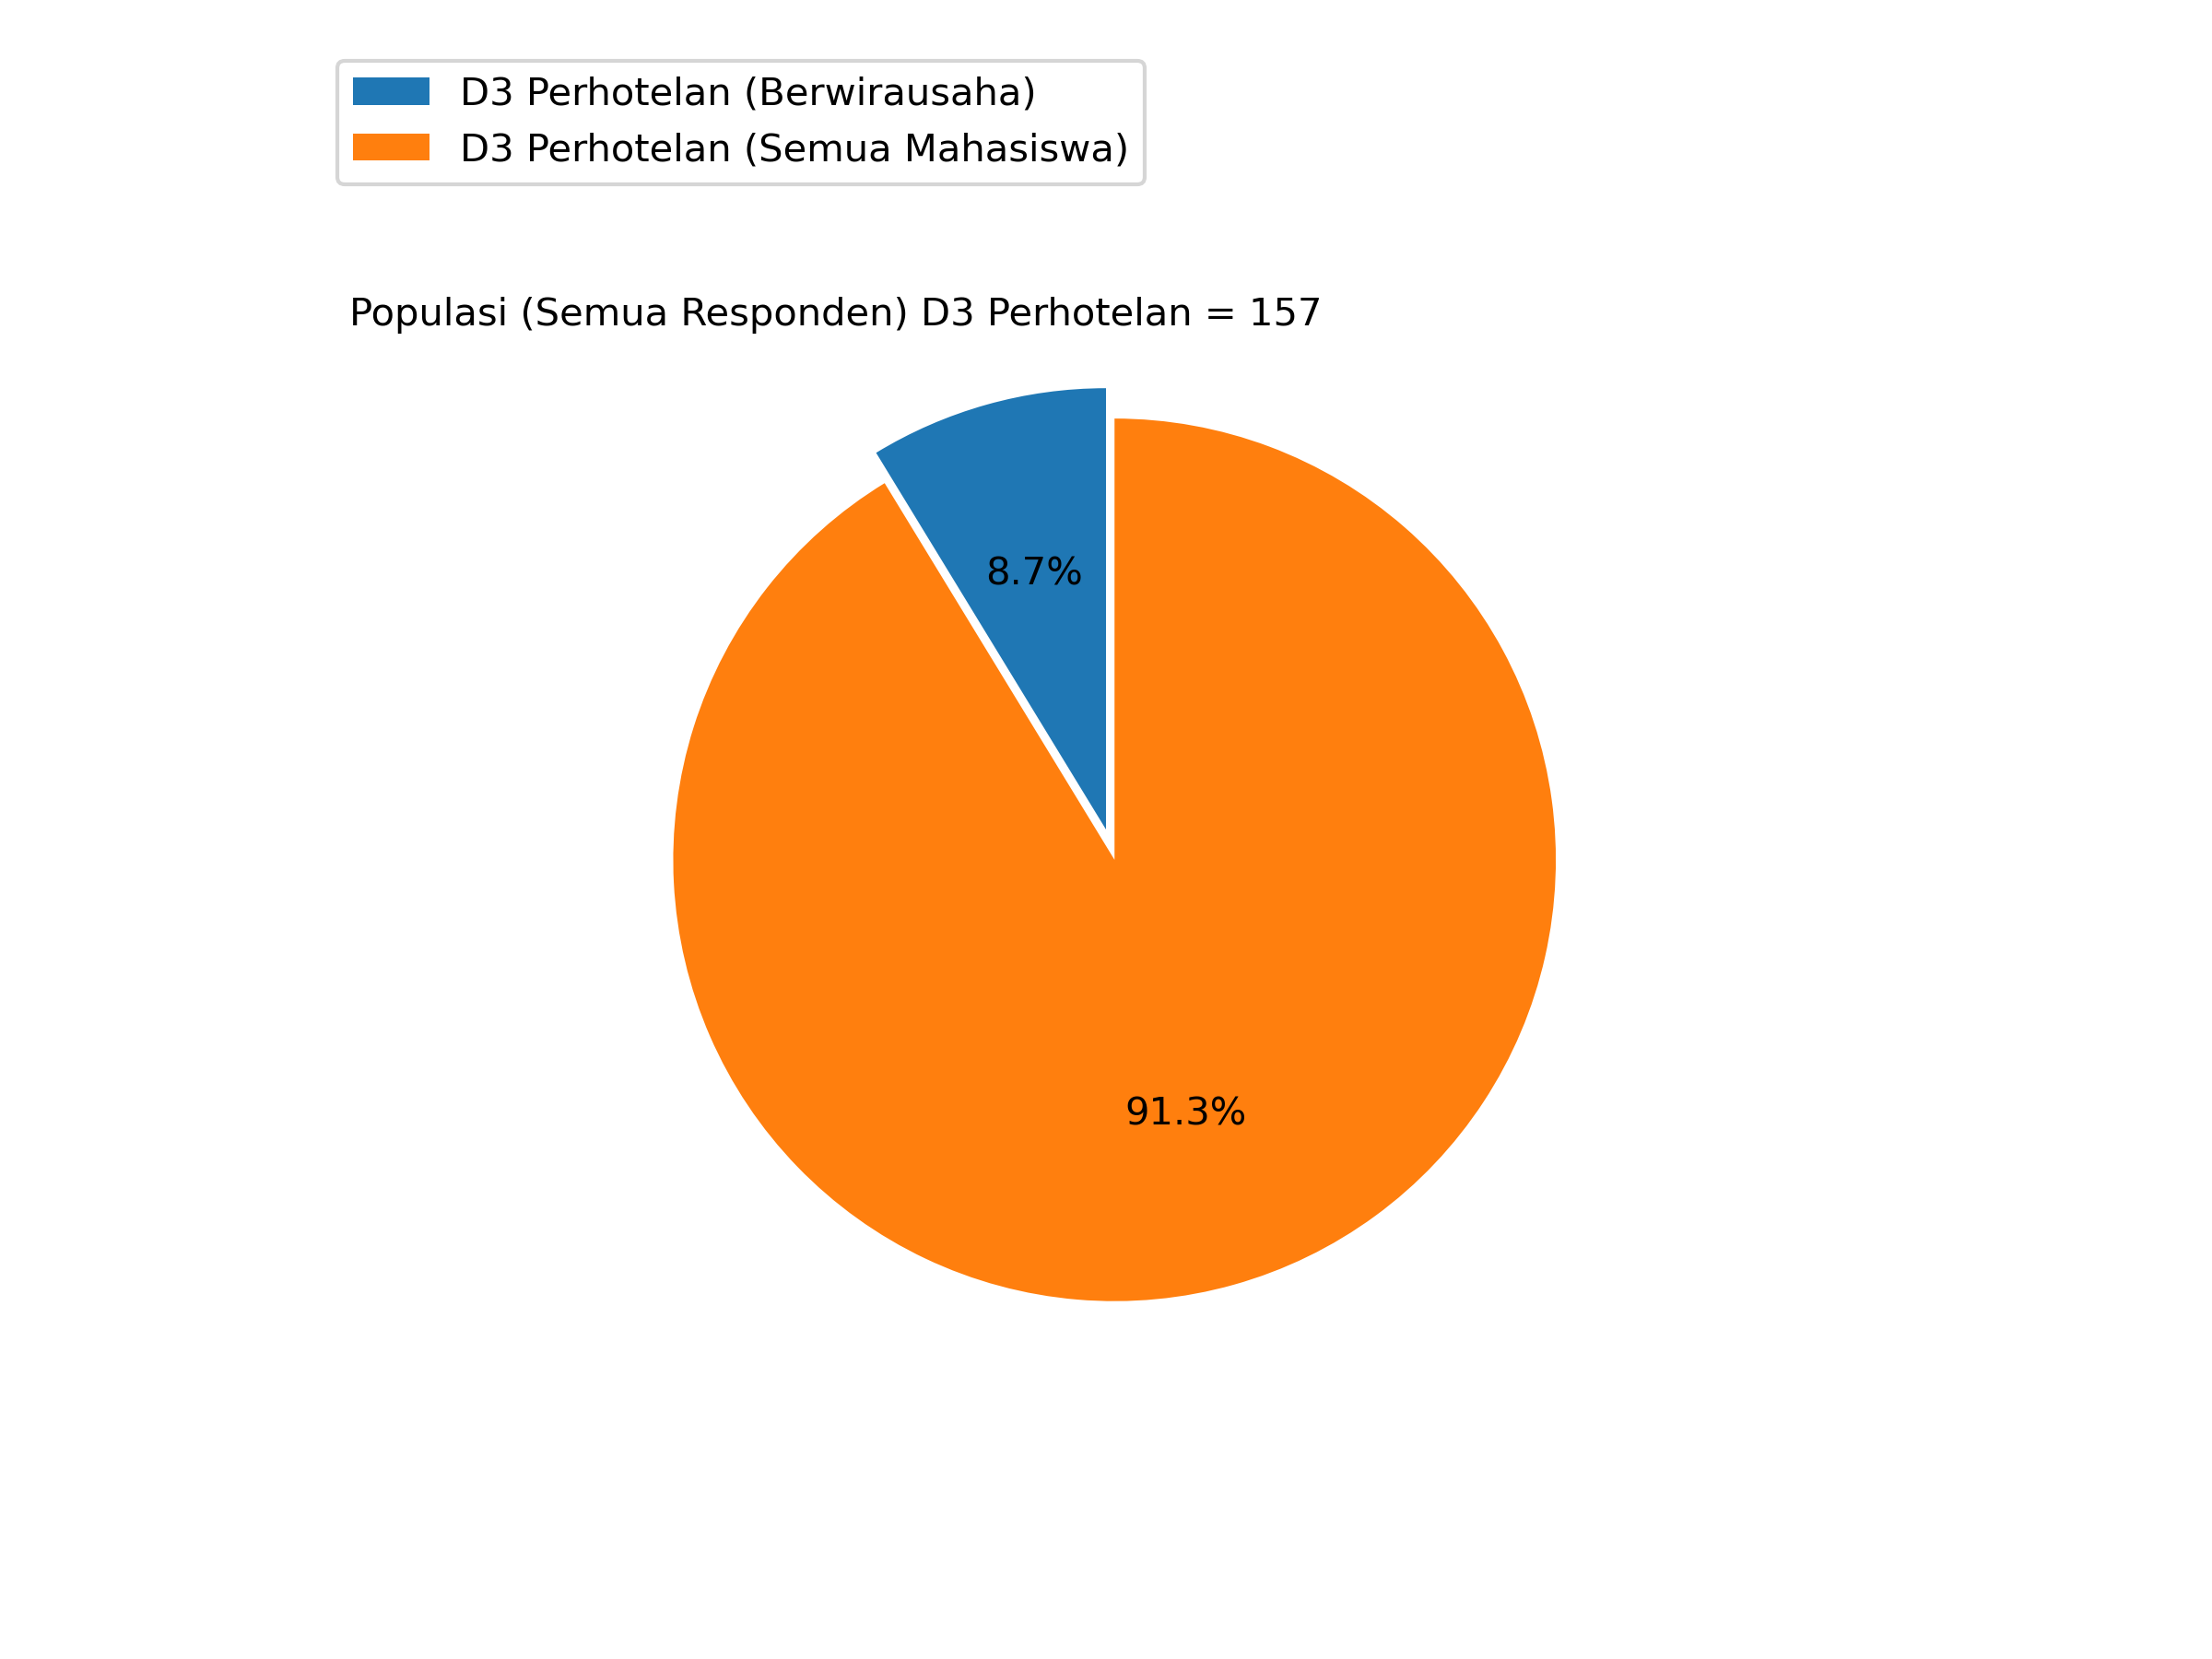 D3 Perhotelan (Berwirausaha)
D3 Perhotelan (Semua Mahasiswa)
Populasi (Semua Responden) D3 Perhotelan = 157
8.7%
91.3%